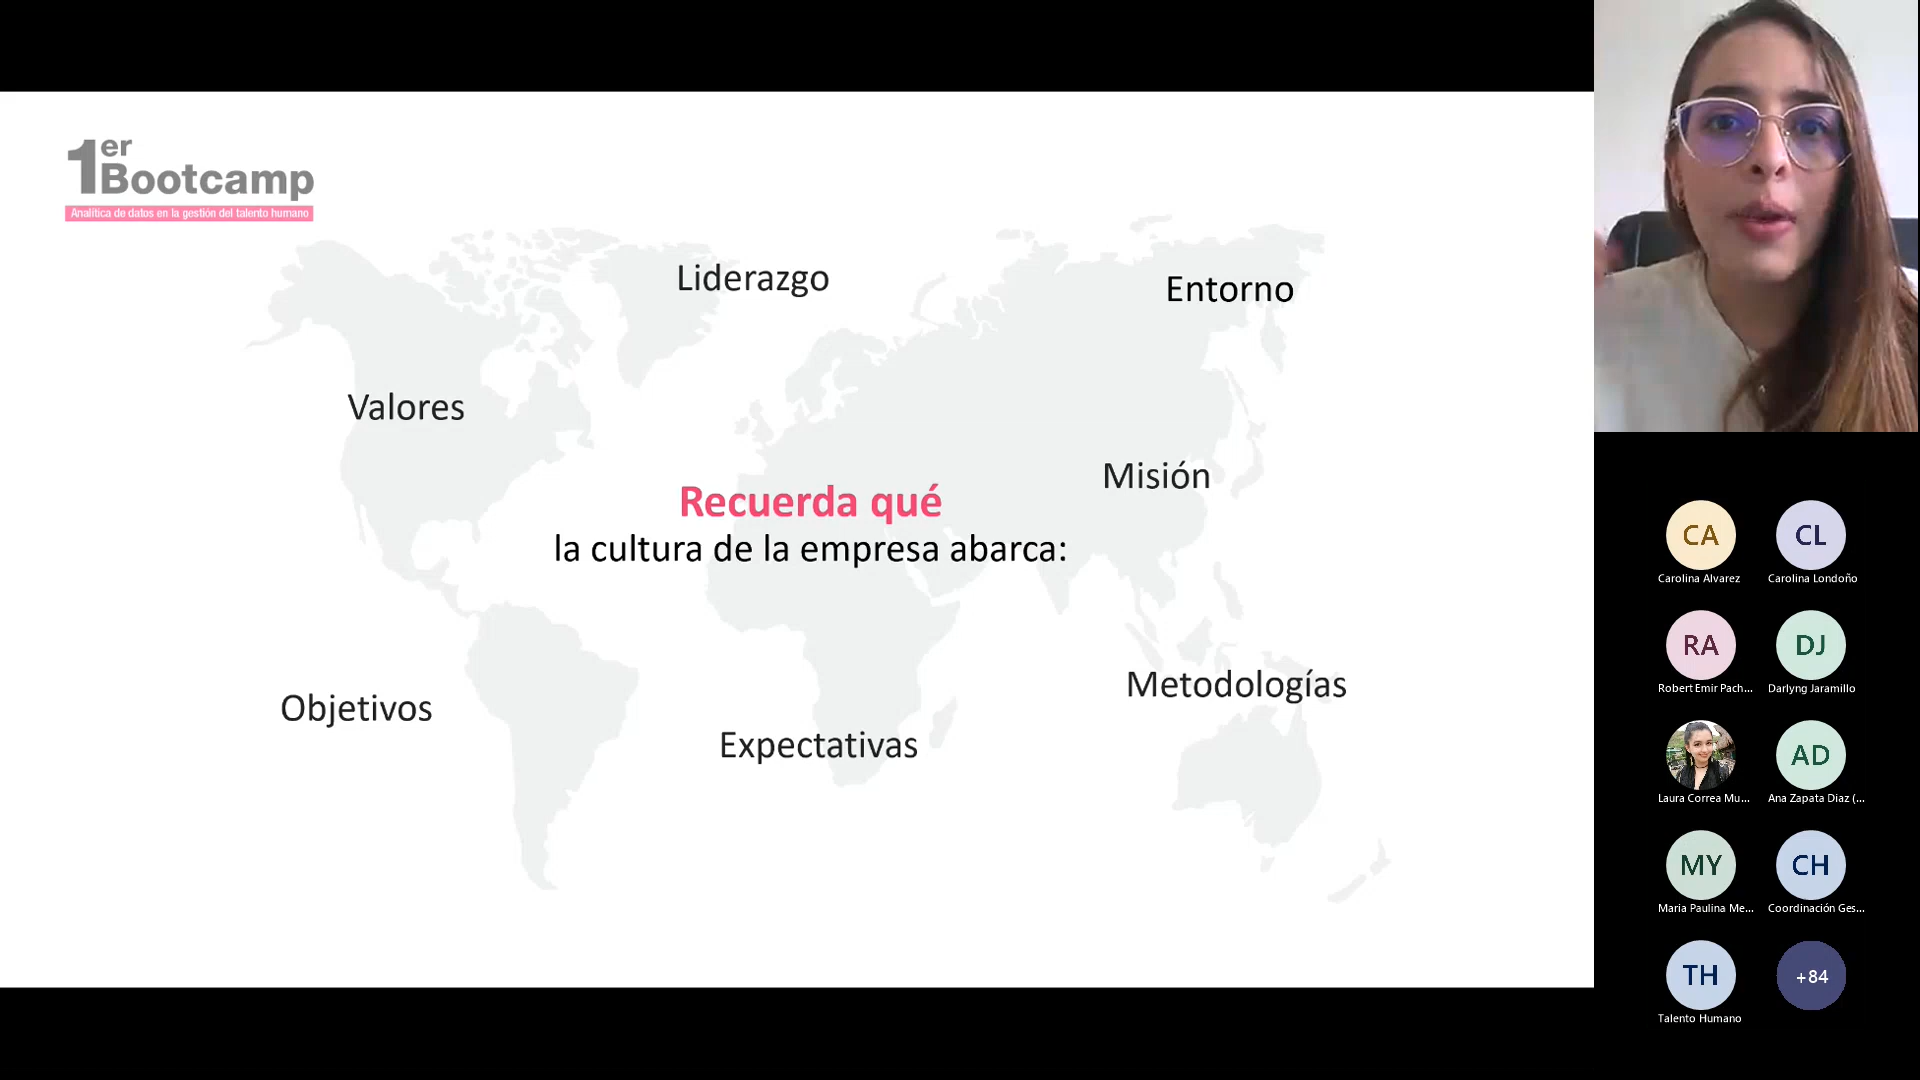 1er
Bootcamp
Analítica de datos en la gestión del talento humano
Liderazgo
Entorno
Valores
Misión
Recuerda qué
la cultura de la empresa abarca:
Metodologías
Objetivos
Expectativas
CA
Carolina Alvarez
CL
Carolina Londoño
RA
Robert Emir Pach...
DJ
Darlyng Jaramillo
Laura Correa Mu...
AD
Ana Zapata Diaz (...
MY
Maria Paulina Me...
CH
Coordinación Ges...
TH
Talento Humano
+84